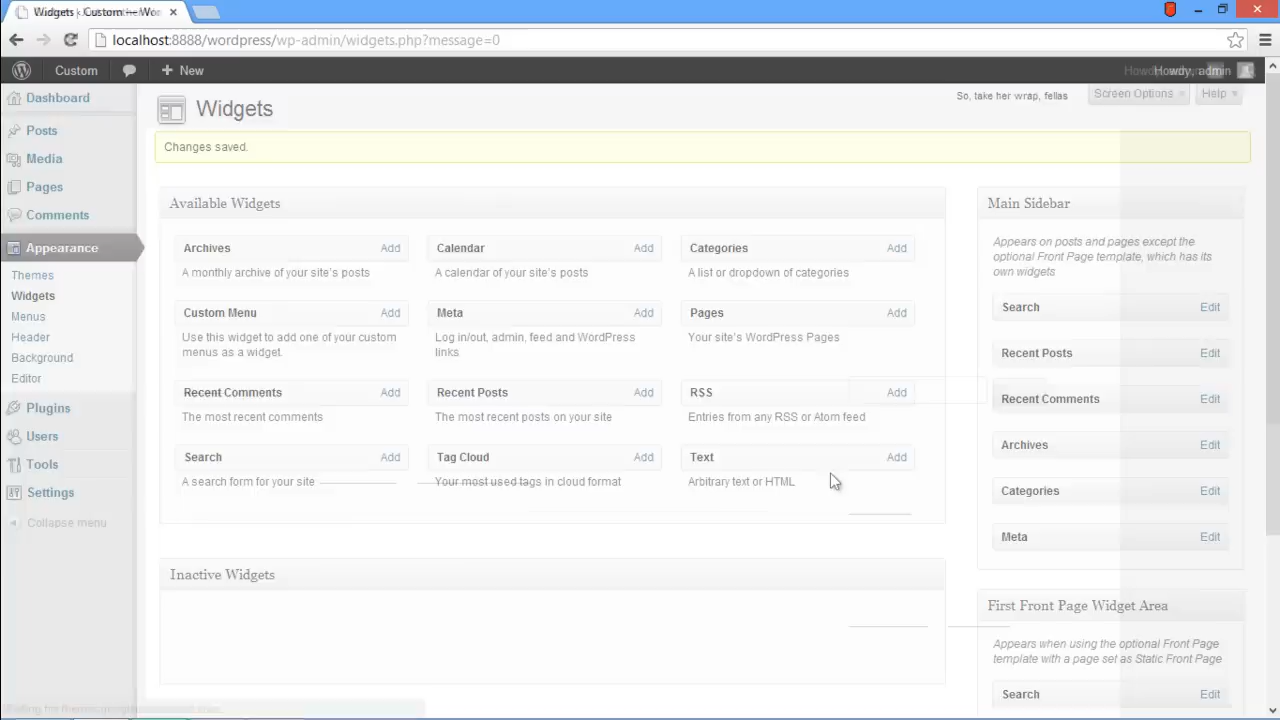 Widgets
Custom — Wo
localhost:8888/wordpress/wp-admin/widgets.php?message=0
Custom
New
Howdy, admin
Dashboard
So, take her wrap, fellas
Screen Options
Help
Widgets
Posts
Changes saved.
Media
Pages
Comments
Appearance
Themes
Widgets
Menus
Header
Background
Editor
Plugins
Users
Tools
Settings
Collapse menu
Available Widgets
Archives Add
A monthly archive of your site's posts
Calendar Add
A calendar of your site's posts
Categories Add
A list or dropdown of categories
Custom Menu Add
Use this widget to add one of your custom
menus as a widget.
Meta Add
Log in/out, admin, feed and WordPress
links.
Pages Add
Your site's WordPress Pages
Recent Comments Add
The most recent comments
Recent Posts Add
The most recent posts on your site
RSS Add
Entries from any RSS or Atom feed
Search Add
A search form for your site
Tag Cloud Add
Your most used tags in cloud format
Text Add
Arbitrary text or HTML
Inactive Widgets
Main Sidebar
Appears on posts and pages except the
optional Front Page template, which has its
own widgets
Search Edit
Recent Posts Edit
Recent Comments Edit
Archives Edit
Categories Edit
Meta Edit
First Front Page Widget Area
Appears when using the optional Front Page
template with a page set as Static Front Page
Search Edit